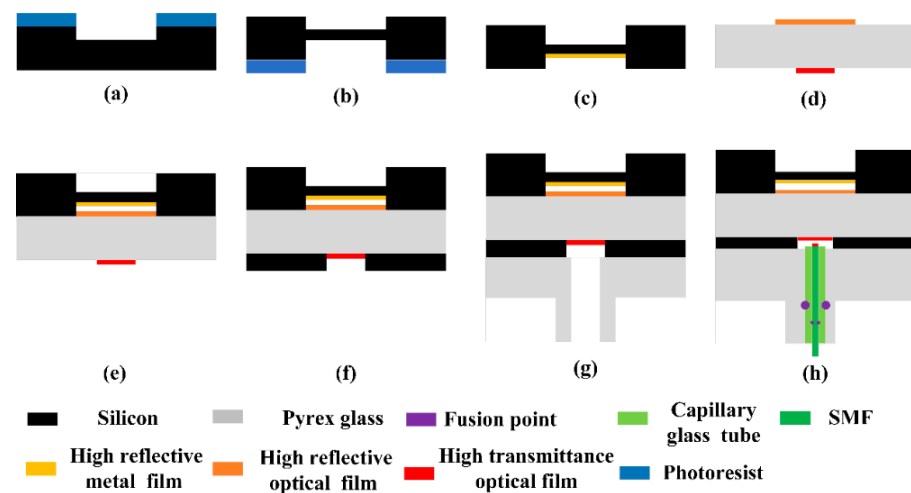 (a)
(b)
(c)
(d)
(e)
(f)
(g)
(h)
Silicon
Pyrex glass
Fusion point
Capillary
glass tube
SMF
High reflective
metal film
High reflective
optical film
High transmittance
optical film
Photoresist